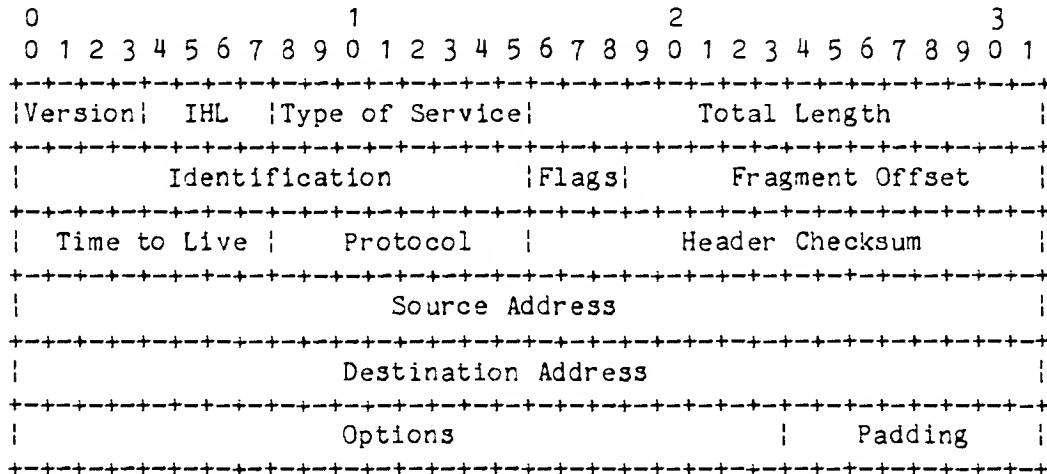 0                   1                   2                   3
0 1 2 3 4 5 6 7 8 9 0 1 2 3 4 5 6 7 8 9 0 1 2 3 4 5 6 7 8 9 0 1
+-+-+-+-+-+-+-+-+-+-+-+-+-+-+-+-+-+-+-+-+-+-+-+-+-+-+-+-+-+-+-+-+
|Version|  IHL  |Type of Service|          Total Length         |
+-+-+-+-+-+-+-+-+-+-+-+-+-+-+-+-+-+-+-+-+-+-+-+-+-+-+-+-+-+-+-+-+
|         Identification        |Flags|      Fragment Offset    |
+-+-+-+-+-+-+-+-+-+-+-+-+-+-+-+-+-+-+-+-+-+-+-+-+-+-+-+-+-+-+-+-+
|  Time to Live |    Protocol   |         Header Checksum       |
+-+-+-+-+-+-+-+-+-+-+-+-+-+-+-+-+-+-+-+-+-+-+-+-+-+-+-+-+-+-+-+-+
|                       Source Address                          |
+-+-+-+-+-+-+-+-+-+-+-+-+-+-+-+-+-+-+-+-+-+-+-+-+-+-+-+-+-+-+-+-+
|                    Destination Address                        |
+-+-+-+-+-+-+-+-+-+-+-+-+-+-+-+-+-+-+-+-+-+-+-+-+-+-+-+-+-+-+-+-+
|                    Options                    |    Padding    |
+-+-+-+-+-+-+-+-+-+-+-+-+-+-+-+-+-+-+-+-+-+-+-+-+-+-+-+-+-+-+-+-+